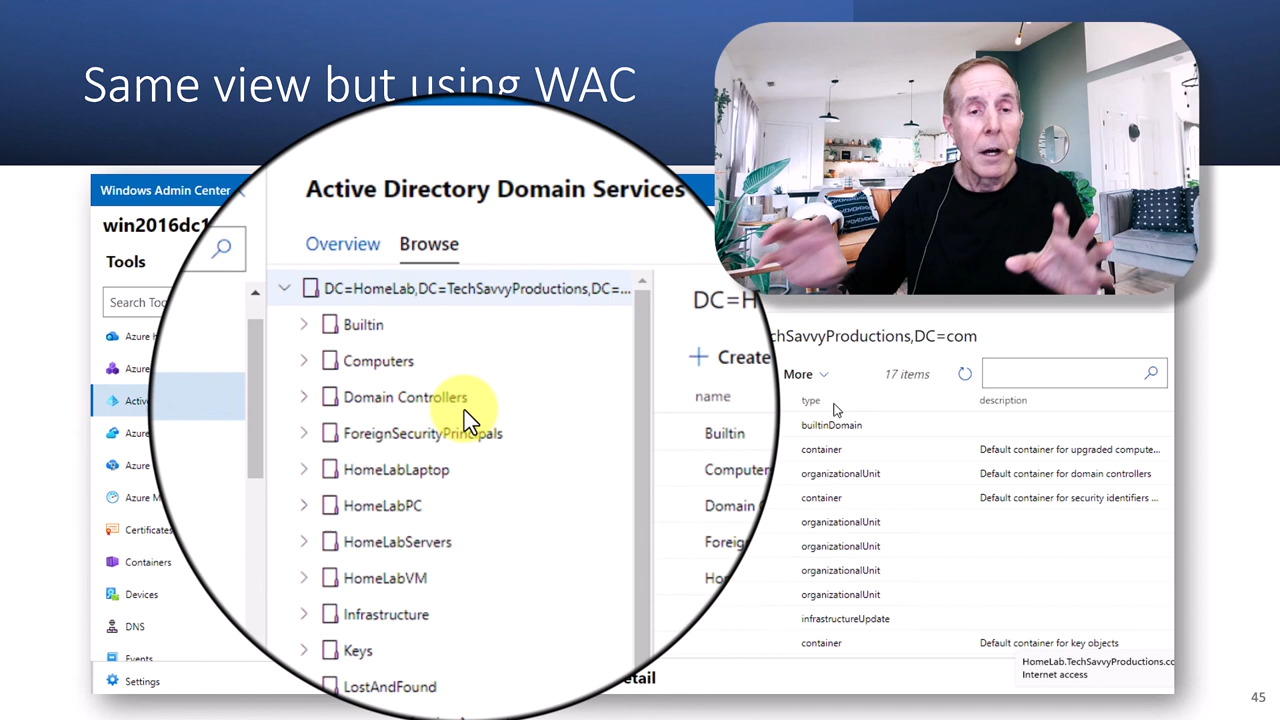 Same view but using WAC
Windows Admin Center
win2016dc1
Tools
Search Too
Azure H
Azure
Activ
Azure
Azure
Azure M
Certificates
Containers
Devices
DNS
Events
Settings
Active Directory Domain Services
Overview
Browse
DC=HomeLab,DC=TechSavvyProductions,DC=...
Builtin
Computers
Domain Controllers
ForeignSecurityPrincipals
HomeLabLaptop
HomeLabPC
HomeLabServers
HomeLabVM
Infrastructure
Keys
LostAndFound
DC=H
chSavvyProductions,DC=com
Create
More
17 items
name
type
description
Builtin
builtinDomain
Computer
container
Default container for upgraded compute...
Domain C
organizationalUnit
Default container for domain controllers
Foreig
container
Default container for security identifiers ...
Ho
organizationalUnit
organizationalUnit
organizationalUnit
organizationalUnit
infrastructureUpdate
container
Default container for key objects
HomeLab.TechSavvyProductions.co
Internet access
etail
45